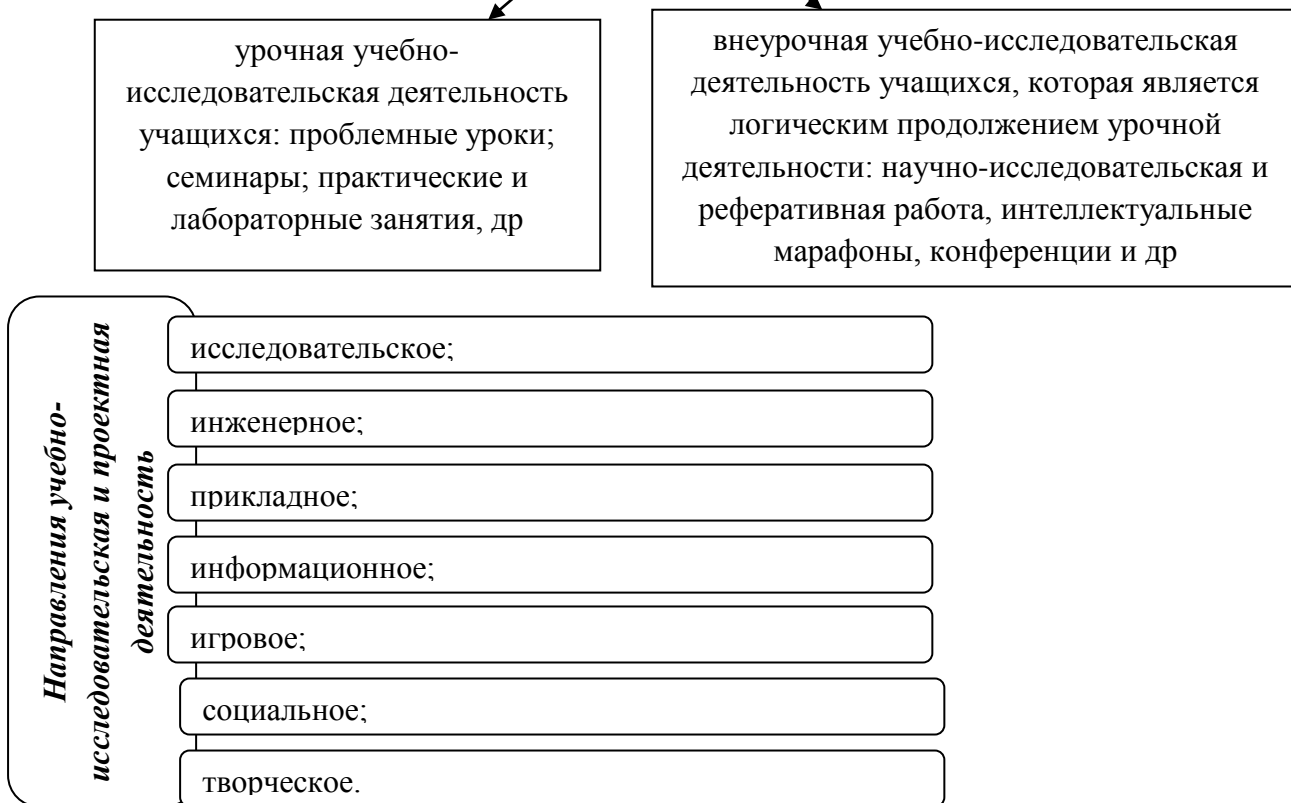 урочная учебно-
исследовательская деятельность
учащихся: проблемные уроки;
семинары; практические и
лабораторные занятия, др
внеурочная учебно-исследовательская
деятельность учащихся, которая является
логическим продолжением урочной
деятельности: научно-исследовательская и
реферативная работа, интеллектуальные
марафоны, конференции и др
Направления учебно-
исследовательская и проектная
деятельность
исследовательское;
инженерное;
прикладное;
информационное;
игровое;
социальное;
творческое.